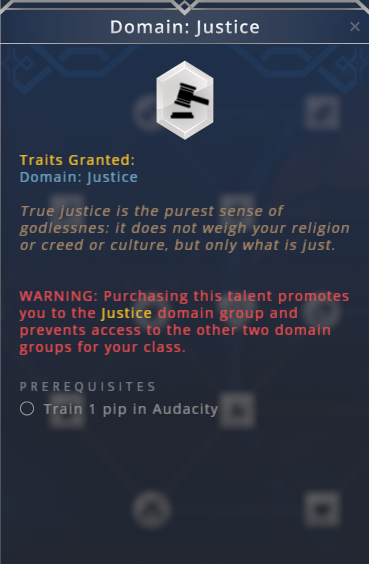 Domain: Justice
Traits Granted:
Domain: Justice
True justice is the purest sense of
godlessnes: it does not weigh your religion
or creed or culture, but only what is just.
WARNING: Purchasing this talent promotes
you to the Justice domain group and
prevents access to the other two domain
groups for your class.
PREREQUISITES
Train 1 pip in Audacity